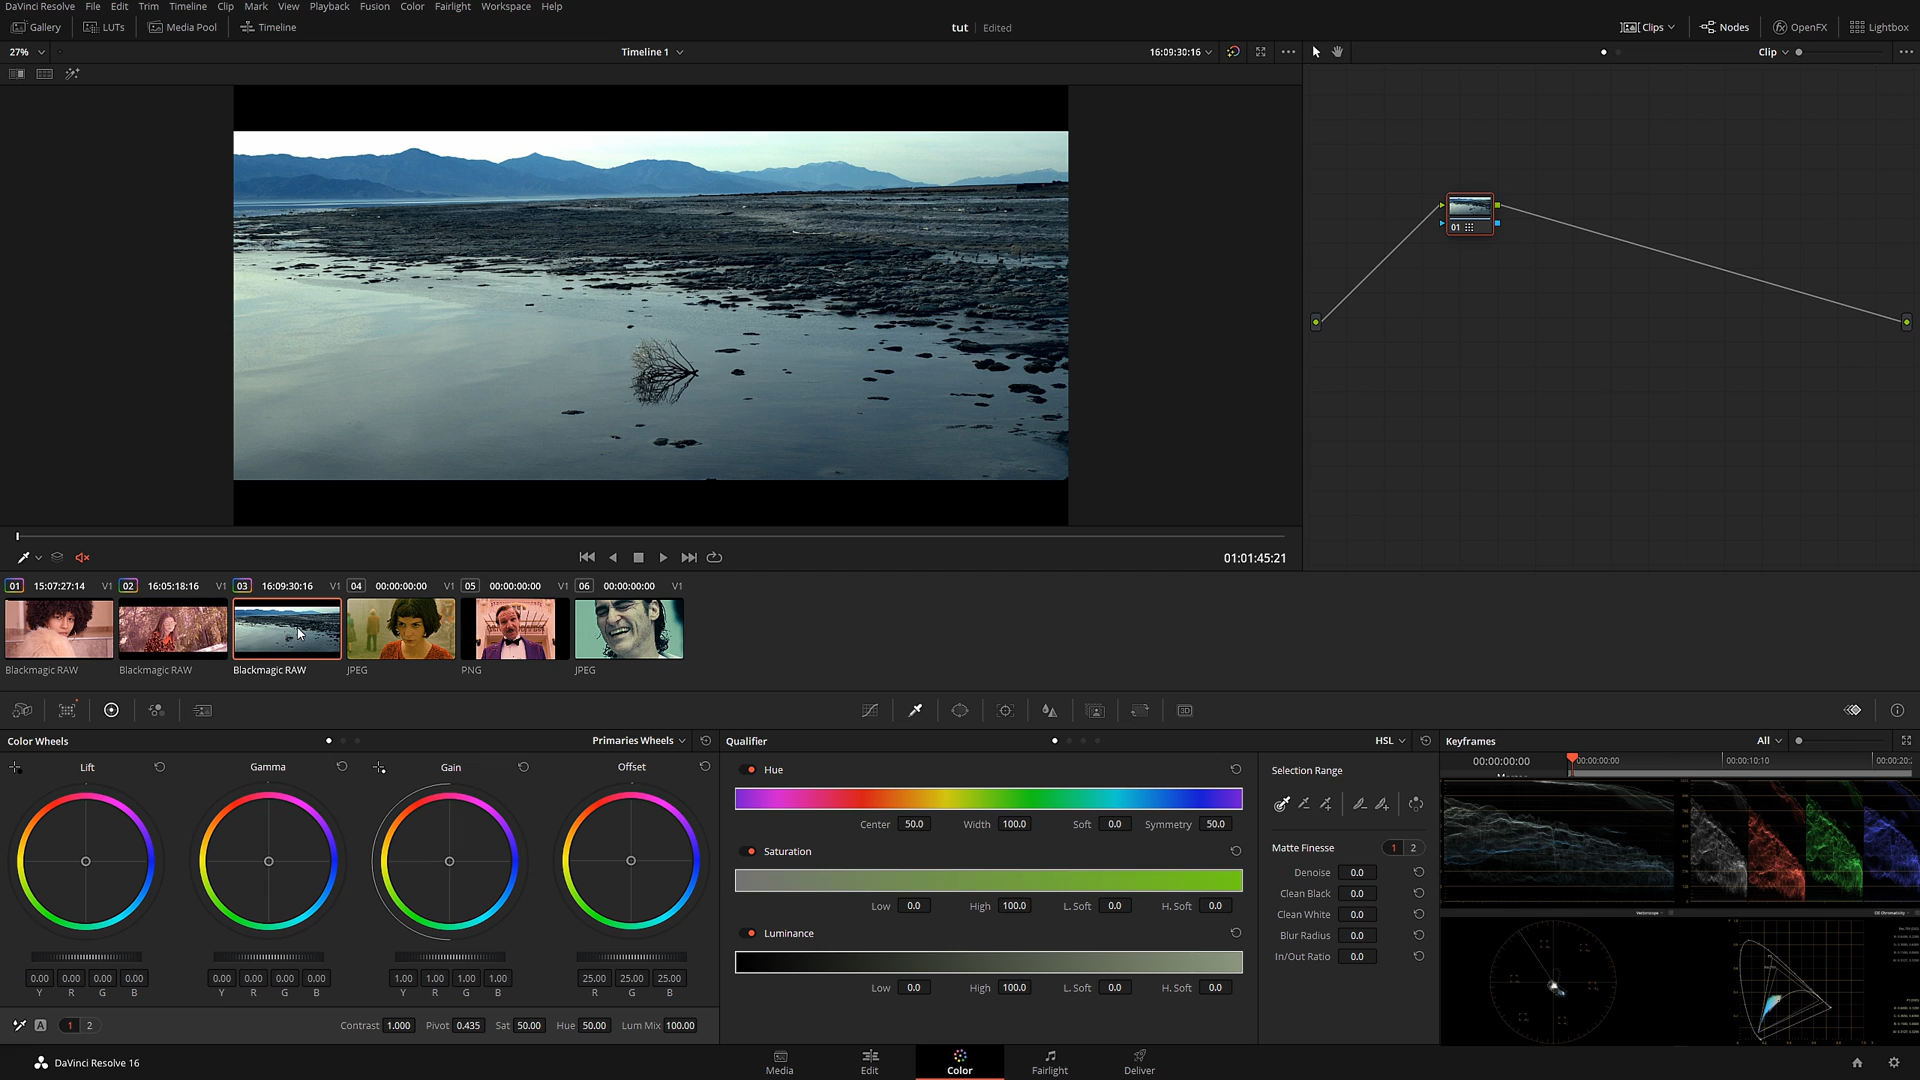 DaVinci Resolve File Edit Trim Timeline Clip Mark View Playback Fusion Color Fairlight Workspace Help
Gallery LUTs Media Pool Timeline tut Edited Clips Nodes OpenFX Lightbox
27% Timeline 1 16:09:30:16 Clip
01
01:01:45:21
01 15:07:27:14 V1 02 16:05:18:16 V1 03 16:09:30:16 V1 04 00:00:00:00 V1 05 00:00:00:00 V1 06 00:00:00:00 V1
Blackmagic RAW Blackmagic RAW Blackmagic RAW JPEG PNG JPEG
Color Wheels Primaries Wheels Qualifier HSL Keyframes All
Lift Gamma Gain Offset
Hue Selection Range 00:00:00:00 00:00:00:00 00:00:10:10
Center 50.0 Width 100.0 Soft 0.0 Symmetry 50.0
Saturation Matte Finesse 1 2
Denoise 0.0
Clean Black 0.0
Low 0.0 High 100.0 L. Soft 0.0 H. Soft 0.0
Clean White 0.0
Luminance Blur Radius 0.0
In/Out Ratio 0.0
0.00 0.00 0.00 0.00 0.00 0.00 0.00 0.00 1.00 1.00 1.00 1.00 25.00 25.00 25.00
Y R G B Y R G B Y R G B R G B
Low 0.0 High 100.0 L. Soft 0.0 H. Soft 0.0
A 1 2 Contrast 1.000 Pivot 0.435 Sat 50.00 Hue 50.00 Lum Mix 100.00
DaVinci Resolve 16 Media Edit Color Fairlight Deliver